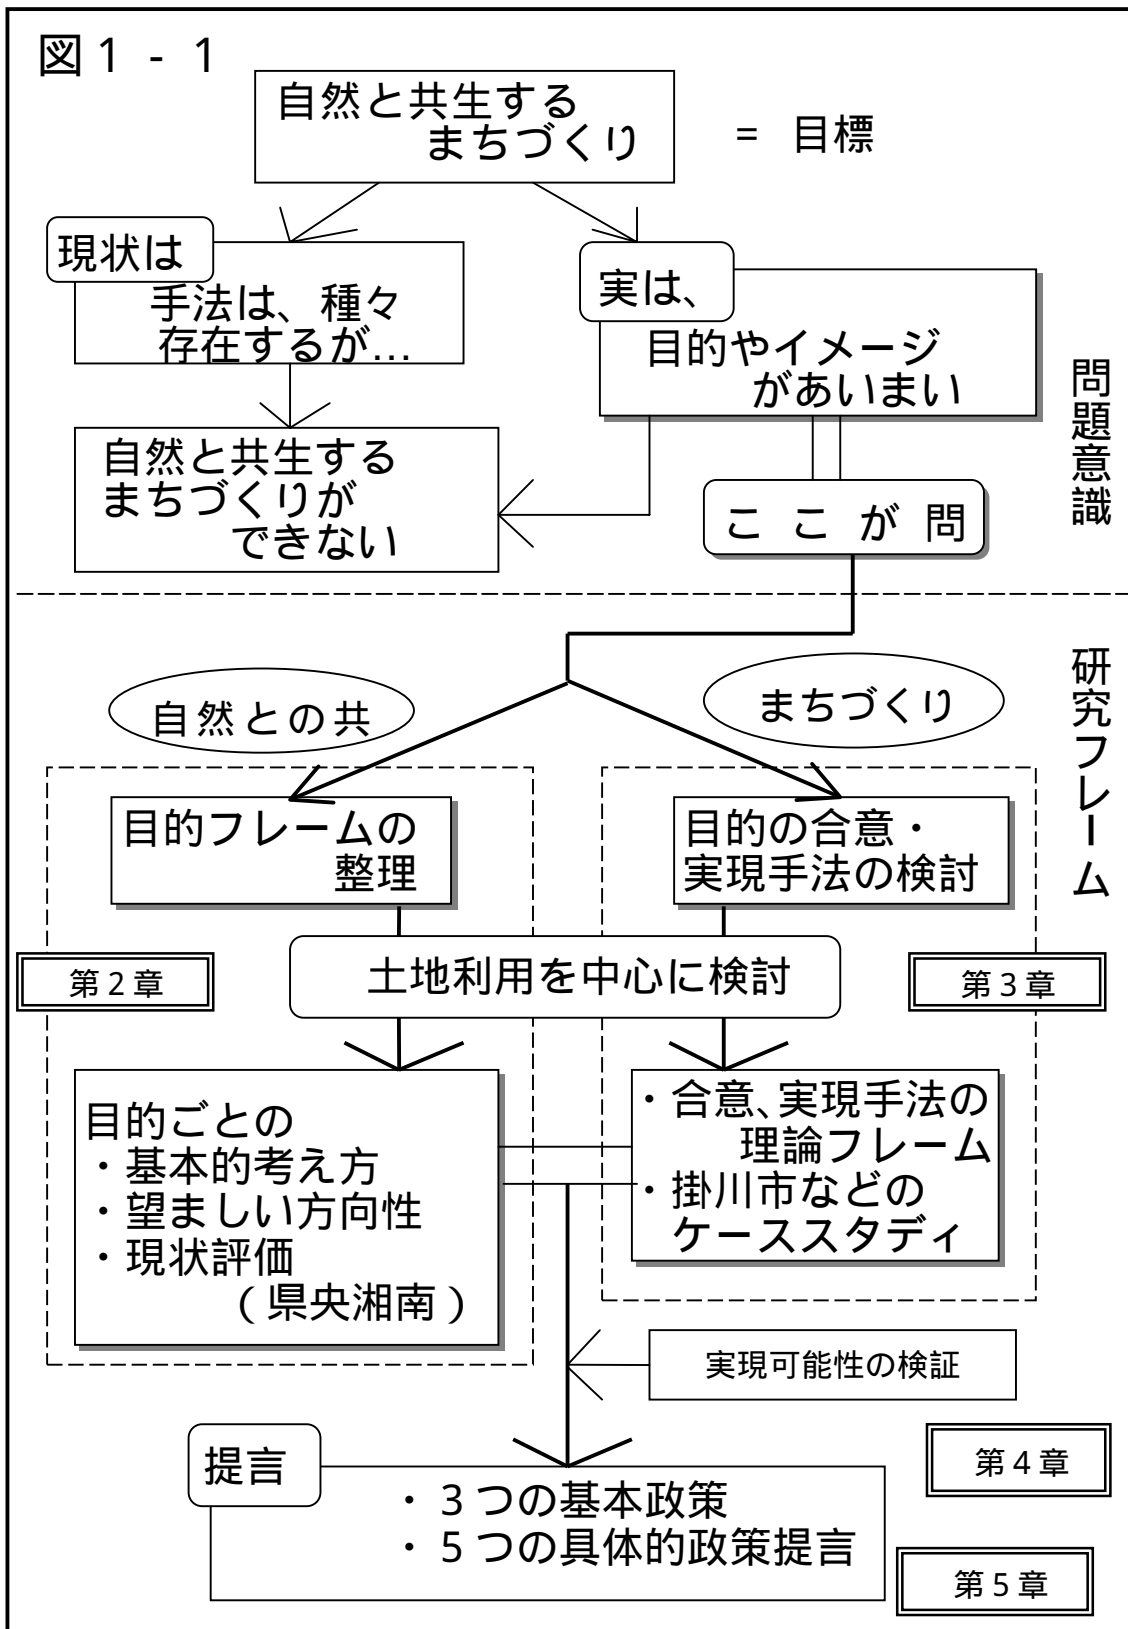 図1-1
自然と共生する
まちづくり
= 目標
現状は
手法は、種々
存在するが…
実は、
目的やイメージ
があいまい
自然と共生する
まちづくりが
できない
ここが問
問題意識
研究フレーム
自然との共
まちづくり
目的フレームの
整理
目的の合意・
実現手法の検討
第2章
土地利用を中心に検討
第3章
目的ごとの
・基本的考え方
・望ましい方向性
・現状評価
(県央湘南)
・合意、実現手法の
理論フレーム
・掛川市などの
ケーススタディ
実現可能性の検証
提言
・3つの基本政策
・5つの具体的政策提言
第4章
第5章